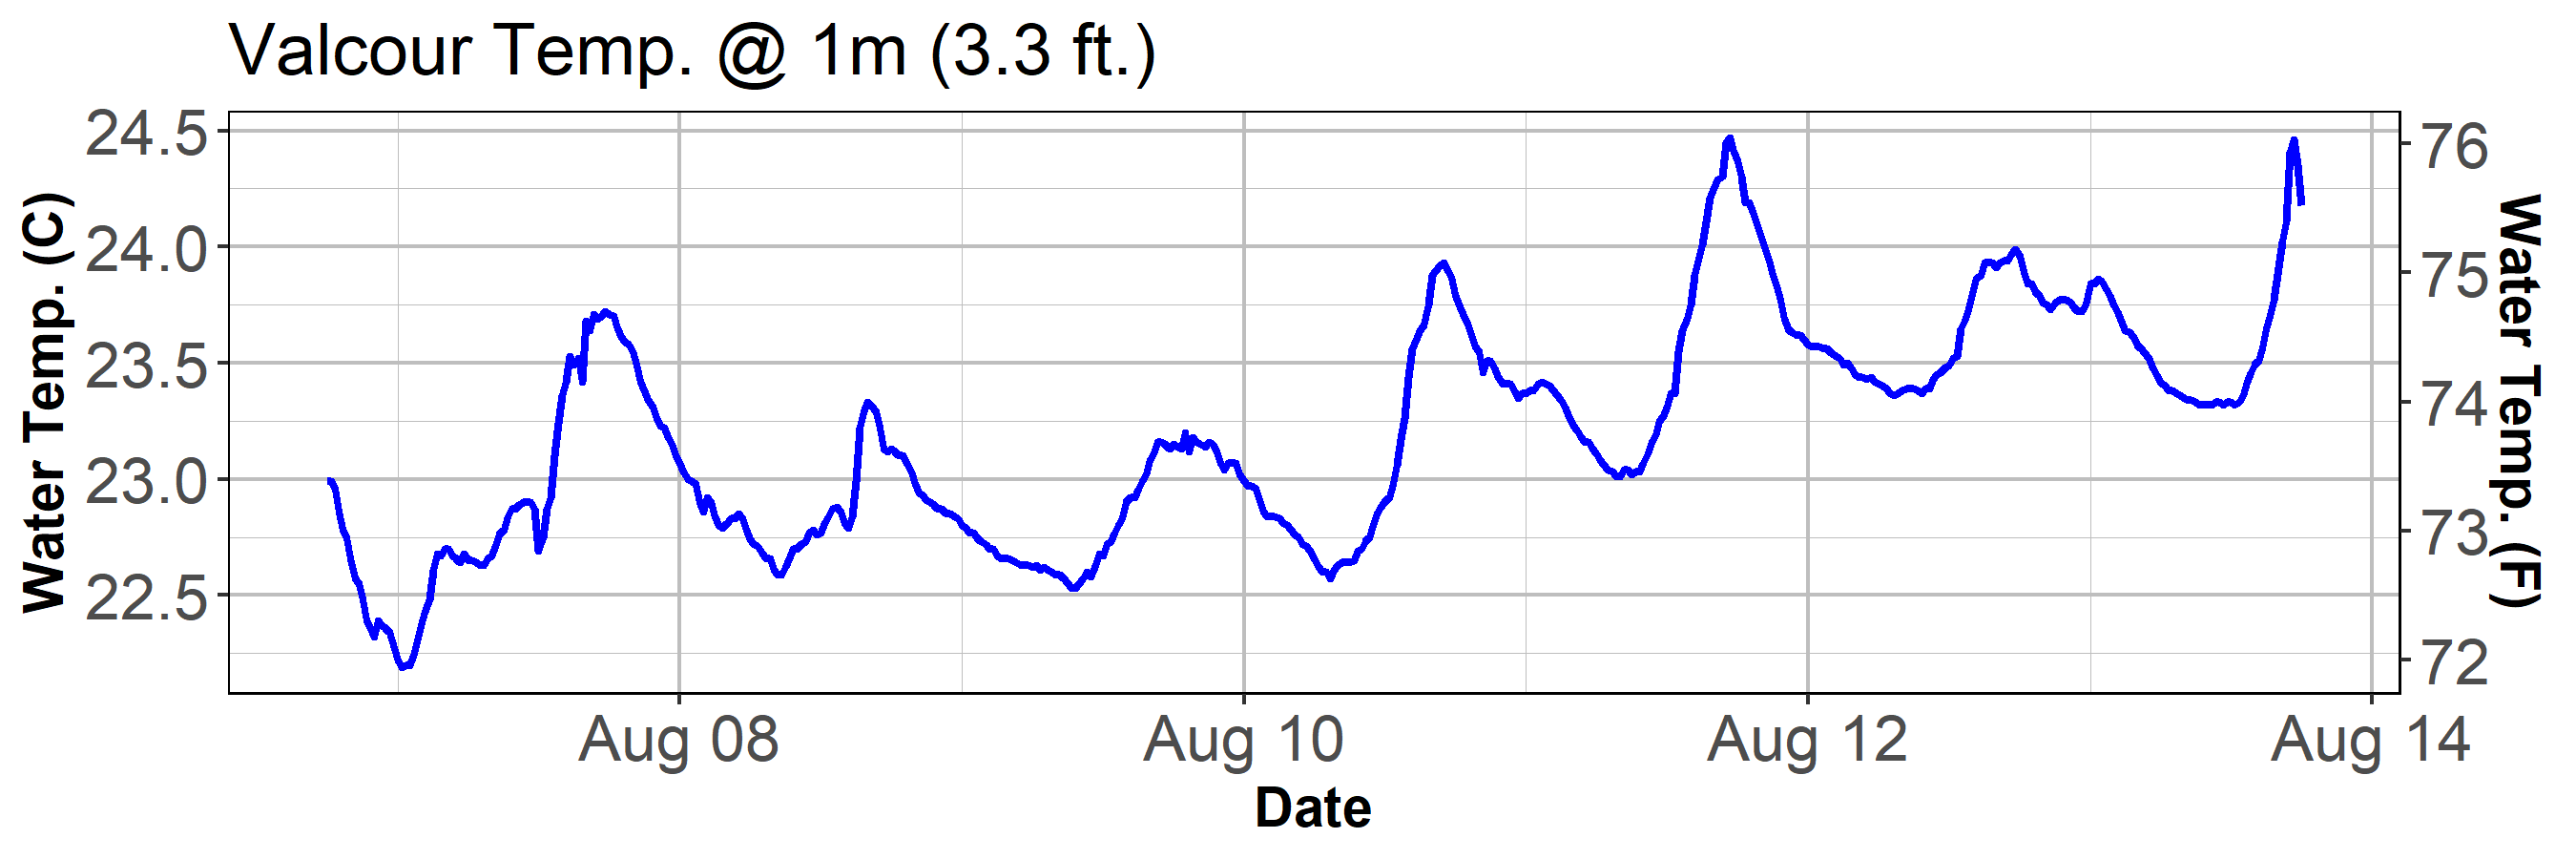 Valcour Temp. @ 1m (3.3 ft.)
24.5
24.0
23.5
23.0
22.5
Water Temp. (C)
76
75
74
73
72
Water Temp. (F)
Aug 08 Aug 10 Aug 12 Aug 14
Date